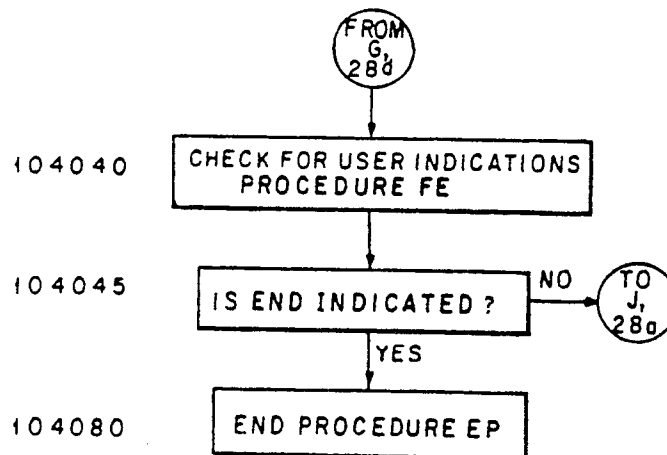 FROM
G,
28d
104040
CHECK FOR USER INDICATIONS
PROCEDURE FE
104045
IS END INDICATED ?
NO
TO
J,
28a
YES
104080
END PROCEDURE EP